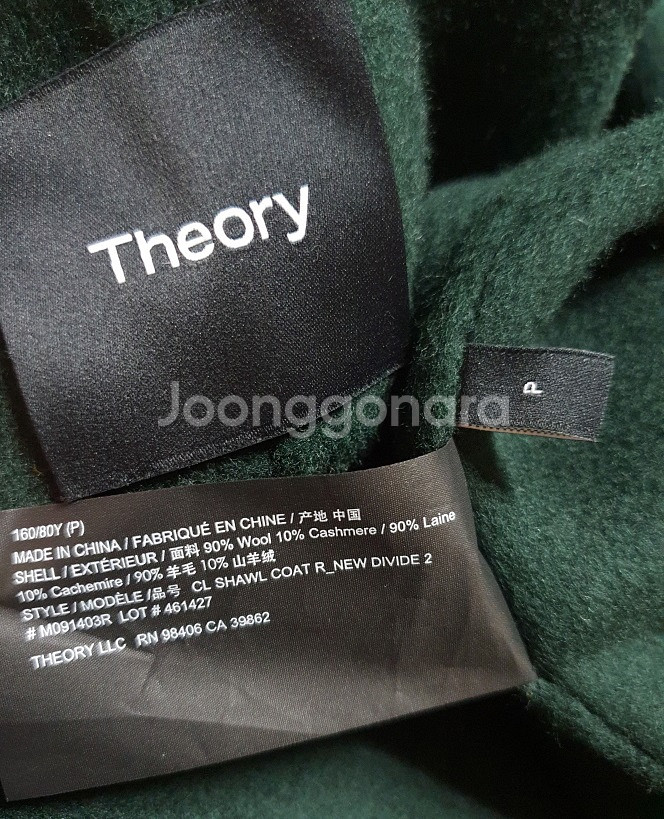 Theory
P
Joonggonara
160/80Y (P)
MADE IN CHINA / FABRIQUÉ EN CHINE / 产地 中国
SHELL / EXTÉRIEUR / 面料 90% Wool 10% Cashmere / 90% Laine
10% Cachemire / 90% 羊毛 10% 山羊绒
STYLE / MODÈLE /品号 CL SHAWL COAT R_NEW DIVIDE 2
# M091403R LOT # 461427
THEORY LLC RN 98406 CA 39862